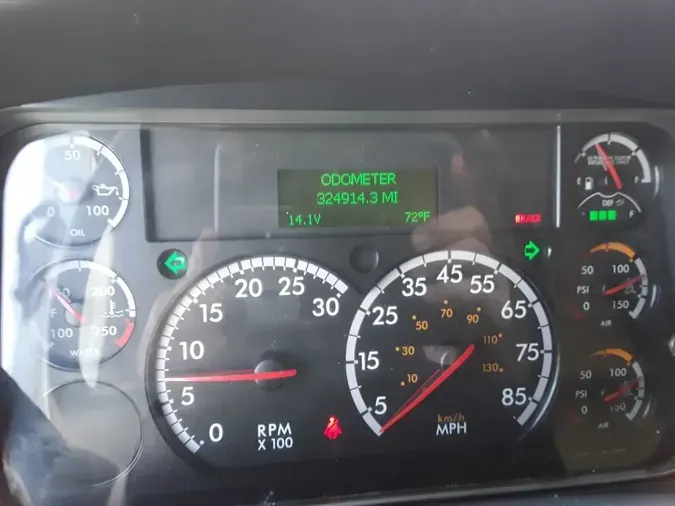 ODOMETER
324914.3 MI
14.1V 72°F
BRAKE
50
0 100
OIL
200
F
100 250
WATER
0 5 10 15 20 25 30
RPM
X 100
5 15 25 35 45 55 65 75 85
10 30 50 70 90 110 130
km/h
MPH
E F
DEF
50 100
PSI
0 150
AIR
50 100
PSI
0 150
AIR